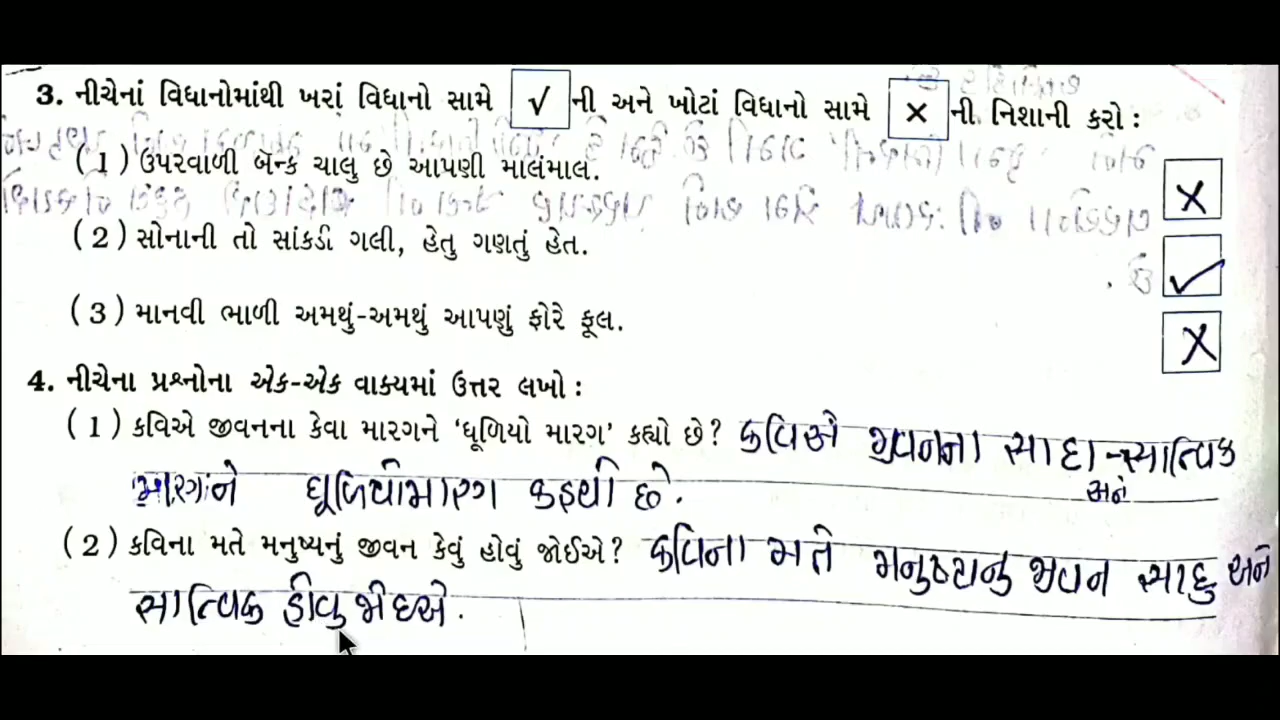 3. નીચેનાં વિધાનોમાંથી ખરાં વિધાનો સામે ✓ ની અને ખોટાં વિધાનો સામે × ની નિશાની કરો :
(1) ઉપરવાળી બૅન્ક ચાલુ છે આપણી માલંમાલ. ×
(2) સોનાની તો સાંકડી ગલી, હેતુ ગણતું હેત. ✓
(3) માનવી ભાળી અમથું-અમથું આપણું ફોરે ફૂલ. ×
4. નીચેના પ્રશ્નોના એક-એક વાક્યમાં ઉત્તર લખો :
(1) કવિએ જીવનના કેવા મારગને ‘ધૂળિયો મારગ’ કહ્યો છે? કવિએ જીવનના સાદા અને સાત્વિક
મારગને ધૂળિયોમારગ કહ્યો છે.
(2) કવિના મતે મનુષ્યનું જીવન કેવું હોવું જોઈએ? કવિના મતે મનુષ્યનુ જીવન સાદુ અને
સાત્વિક હોવુ જોઇએ.